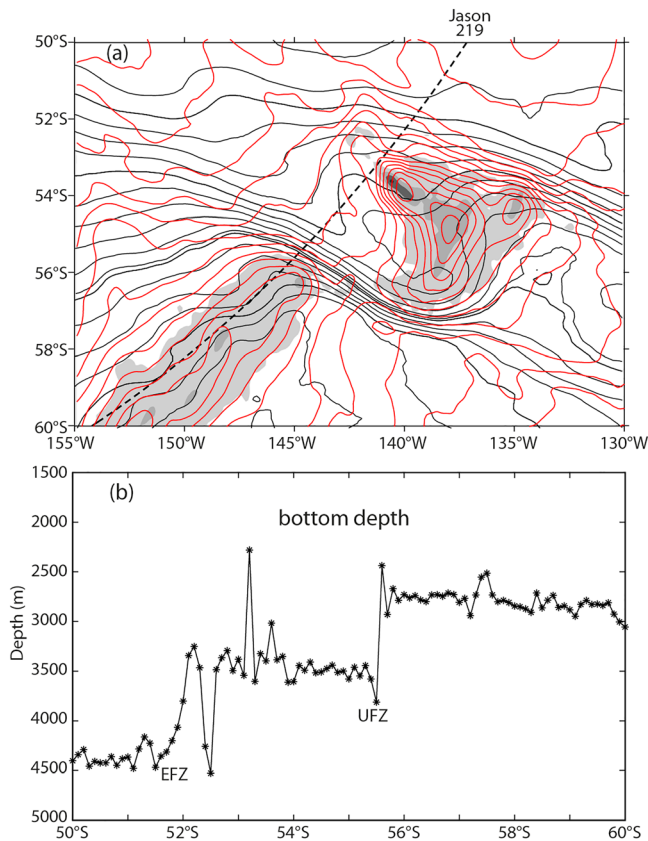 Jason
219
50°S
(a)
52°S
54°S
56°S
58°S
60°S
155°W 150°W 145°W 140°W 135°W 130°W
1500
(b)
bottom depth
2000
2500
3000
3500
4000
4500
5000
Depth (m)
UFZ
EFZ
50°S 52°S 54°S 56°S 58°S 60°S